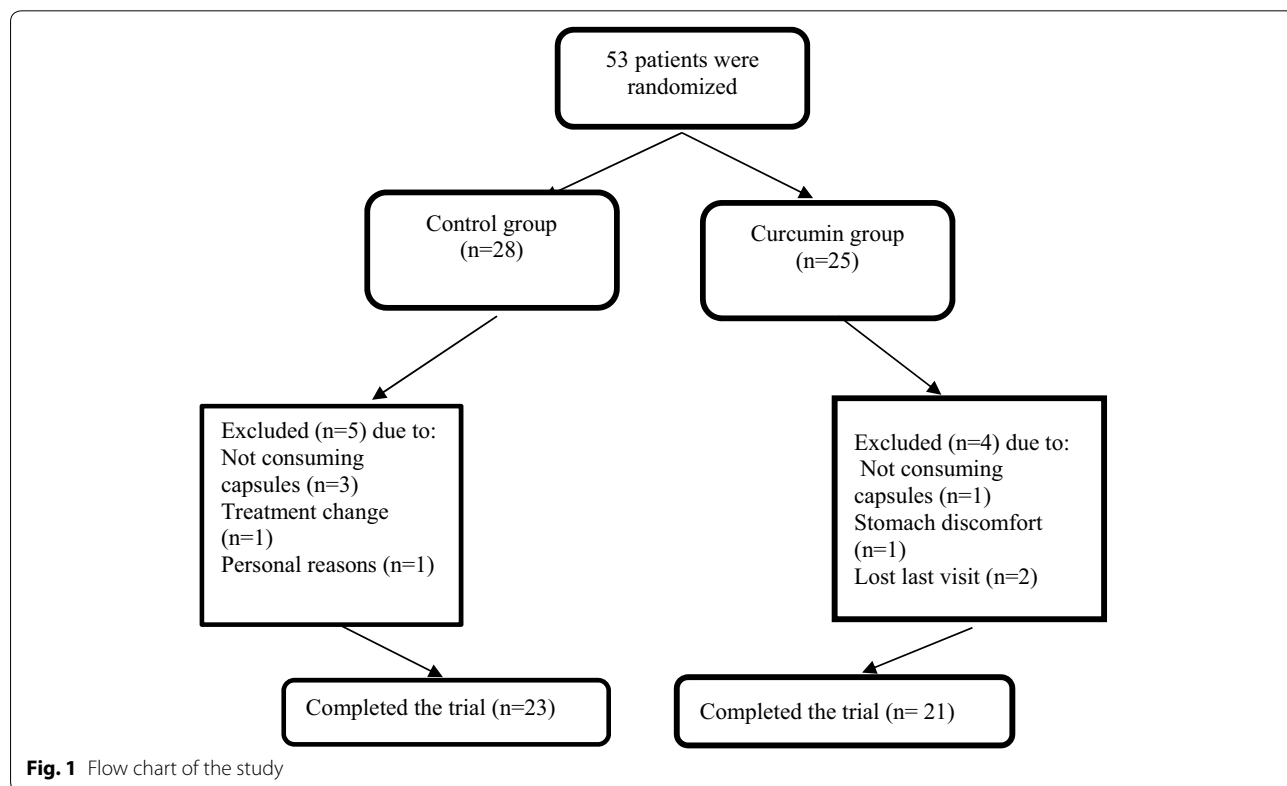 53 patients were
randomized
Control group
(n=28)
Curcumin group
(n=25)
Excluded (n=5) due to:
Not consuming
capsules (n=3)
Treatment change
(n=1)
Personal reasons (n=1)
Excluded (n=4) due to:
Not consuming
capsules (n=1)
Stomach discomfort
(n=1)
Lost last visit (n=2)
Completed the trial (n=23)
Completed the trial (n= 21)
Fig. 1 Flow chart of the study